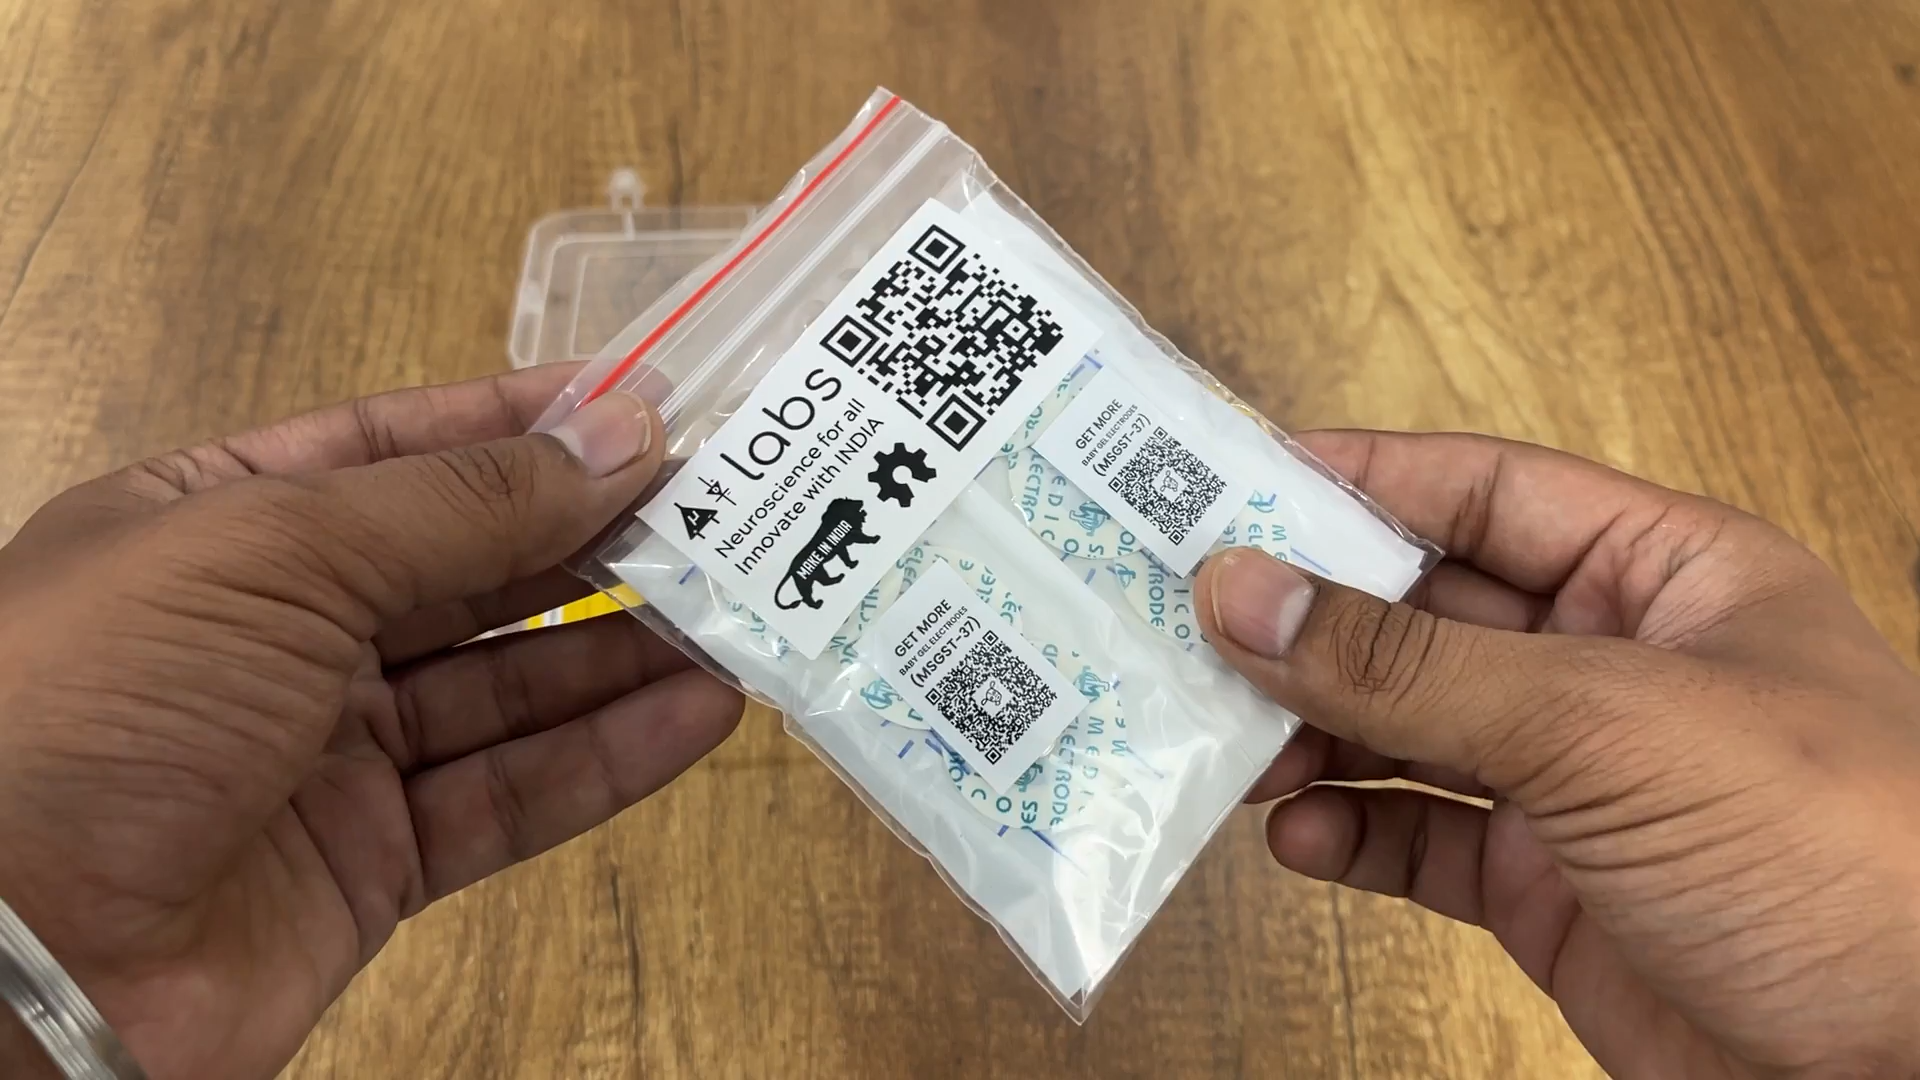 labs
Neuroscience for all
Innovate with INDIA
MAKE IN INDIA
GET MORE
BABY GEL ELECTRODES
(MSGST-37)
GET MORE
BABY GEL ELECTRODES
(MSGST-37)